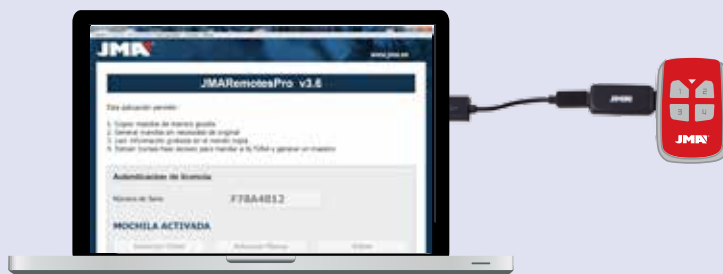 JMA
www.jma.es
JMARemotesPro v3.6
Esta aplicación permite:
1. Copiar mandos de manera guiada
2. Generar mandos sin necesidad de original
3. Leer información grabada en el mando copia
Autenticacion de licencia
Número de Serie
F78A4812
MOCHILA ACTIVADA
JMA
1
2
3
4
JMA